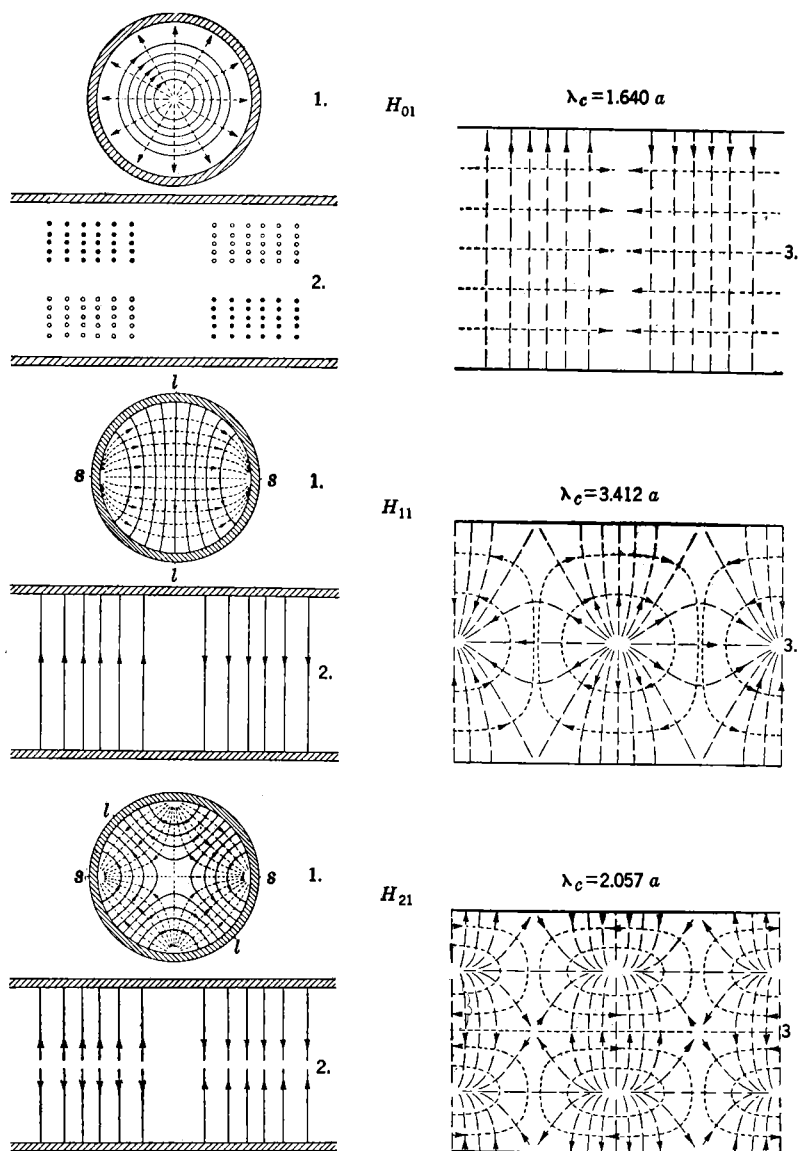 1.
H₀₁
λc=1.640 a
2.
3.
l
s
s
1.
l
H₁₁
λc=3.412 a
2.
3.
l
s
s
1.
l
H₂₁
λc=2.057 a
2.
3